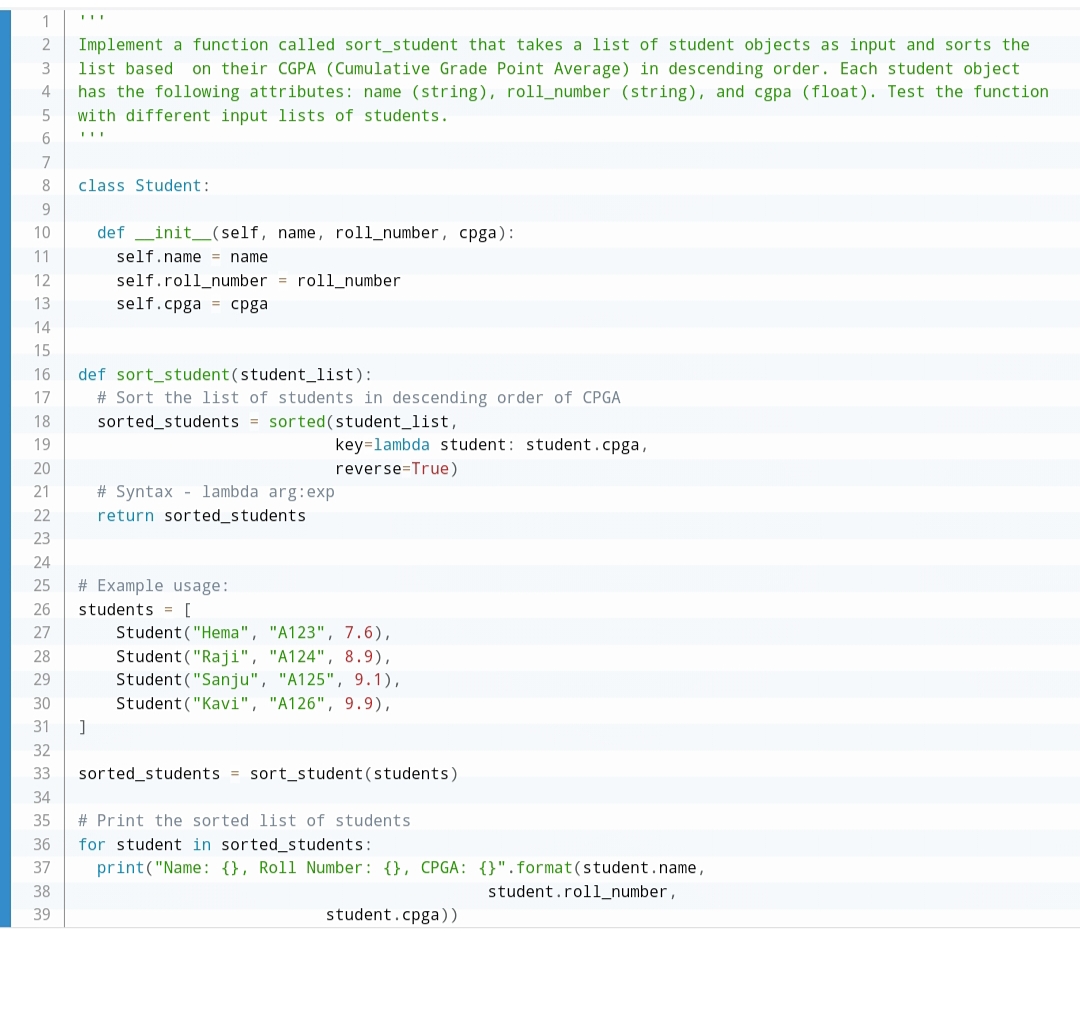 1 '''
2 Implement a function called sort_student that takes a list of student objects as input and sorts the
3 list based  on their CGPA (Cumulative Grade Point Average) in descending order. Each student object
4 has the following attributes: name (string), roll_number (string), and cgpa (float). Test the function
5 with different input lists of students.
6 '''
7
8 class Student:
9
10   def __init__(self, name, roll_number, cpga):
11     self.name = name
12     self.roll_number = roll_number
13     self.cpga = cpga
14
15
16 def sort_student(student_list):
17   # Sort the list of students in descending order of CPGA
18   sorted_students = sorted(student_list,
19                            key=lambda student: student.cpga,
20                            reverse=True)
21   # Syntax - lambda arg:exp
22   return sorted_students
23
24
25 # Example usage:
26 students = [
27     Student("Hema", "A123", 7.6),
28     Student("Raji", "A124", 8.9),
29     Student("Sanju", "A125", 9.1),
30     Student("Kavi", "A126", 9.9),
31 ]
32
33 sorted_students = sort_student(students)
34
35 # Print the sorted list of students
36 for student in sorted_students:
37   print("Name: {}, Roll Number: {}, CPGA: {}".format(student.name,
38                                            student.roll_number,
39                           student.cpga))